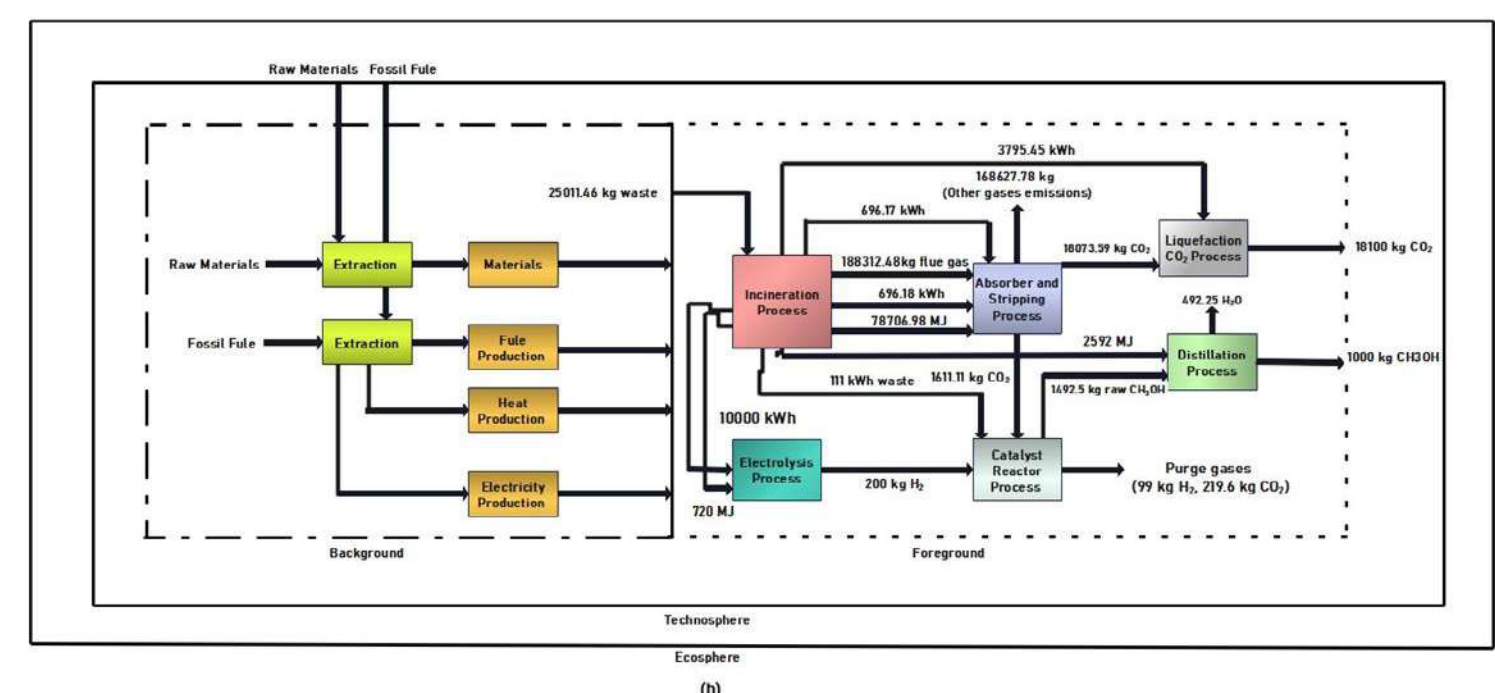 Raw Materials Fossil Fule
3795.45 kWh
168627.78 kg
(Other gases emissions)
25011.46 kg waste
696.17 kWh
Raw Materials
Extraction
Materials
Incineration
Process
188312.48kg flue gas
696.18 kWh
78706.98 MJ
Absorber and
Stripping
Process
18073.59 kg CO₂
Liquefaction
CO₂ Process
18100 kg CO₂
492.25 H₂O
Fossil Fule
Extraction
Fule
Production
2592 MJ
Distillation
Process
1000 kg CH3OH
111 kWh waste
1611.11 kg CO₂
1492.5 kg raw CH₃OH
Heat
Production
10000 kWh
Electrolysis
Process
200 kg H₂
Catalyst
Reactor
Process
Purge gases
(99 kg H₂, 219.6 kg CO₂)
Electricity
Production
720 MJ
Background
Foreground
Technosphere
Ecosphere
(b)